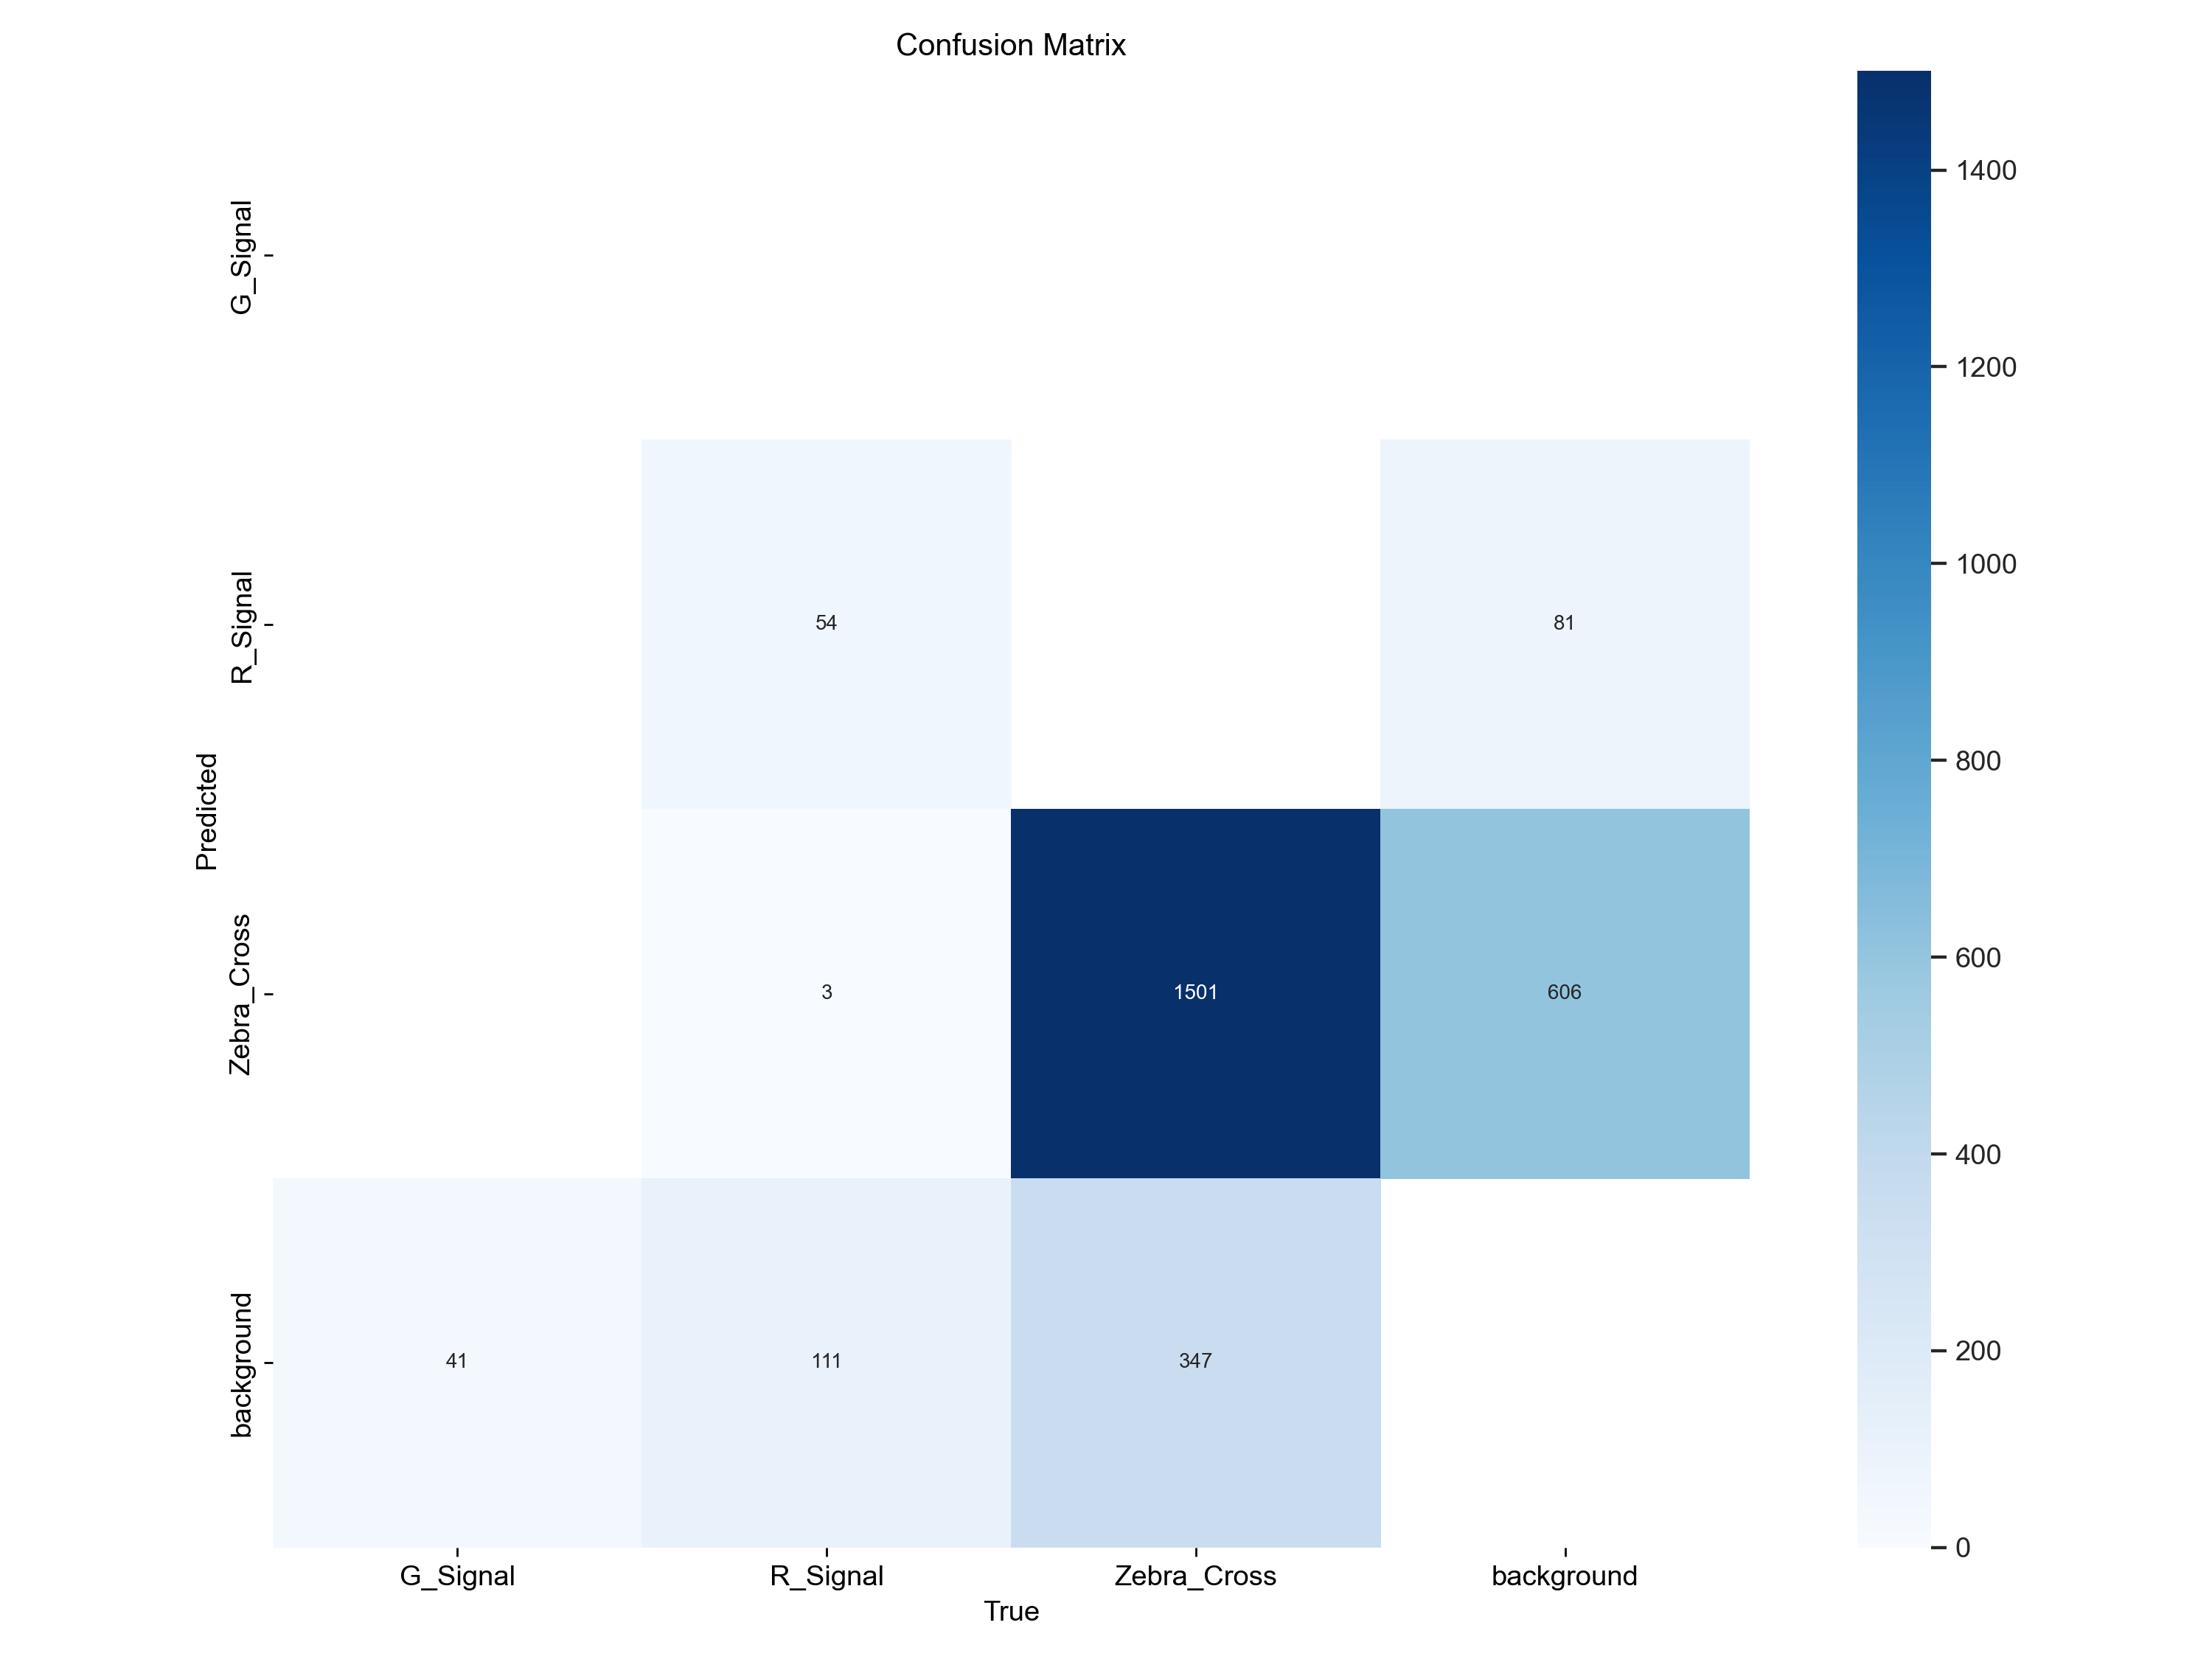 Confusion Matrix
G_Signal
R_Signal
54
81
Predicted
Zebra_Cross
3
1501
606
background
41
111
347
G_Signal
R_Signal
Zebra_Cross
background
True
1400
1200
1000
800
600
400
200
0